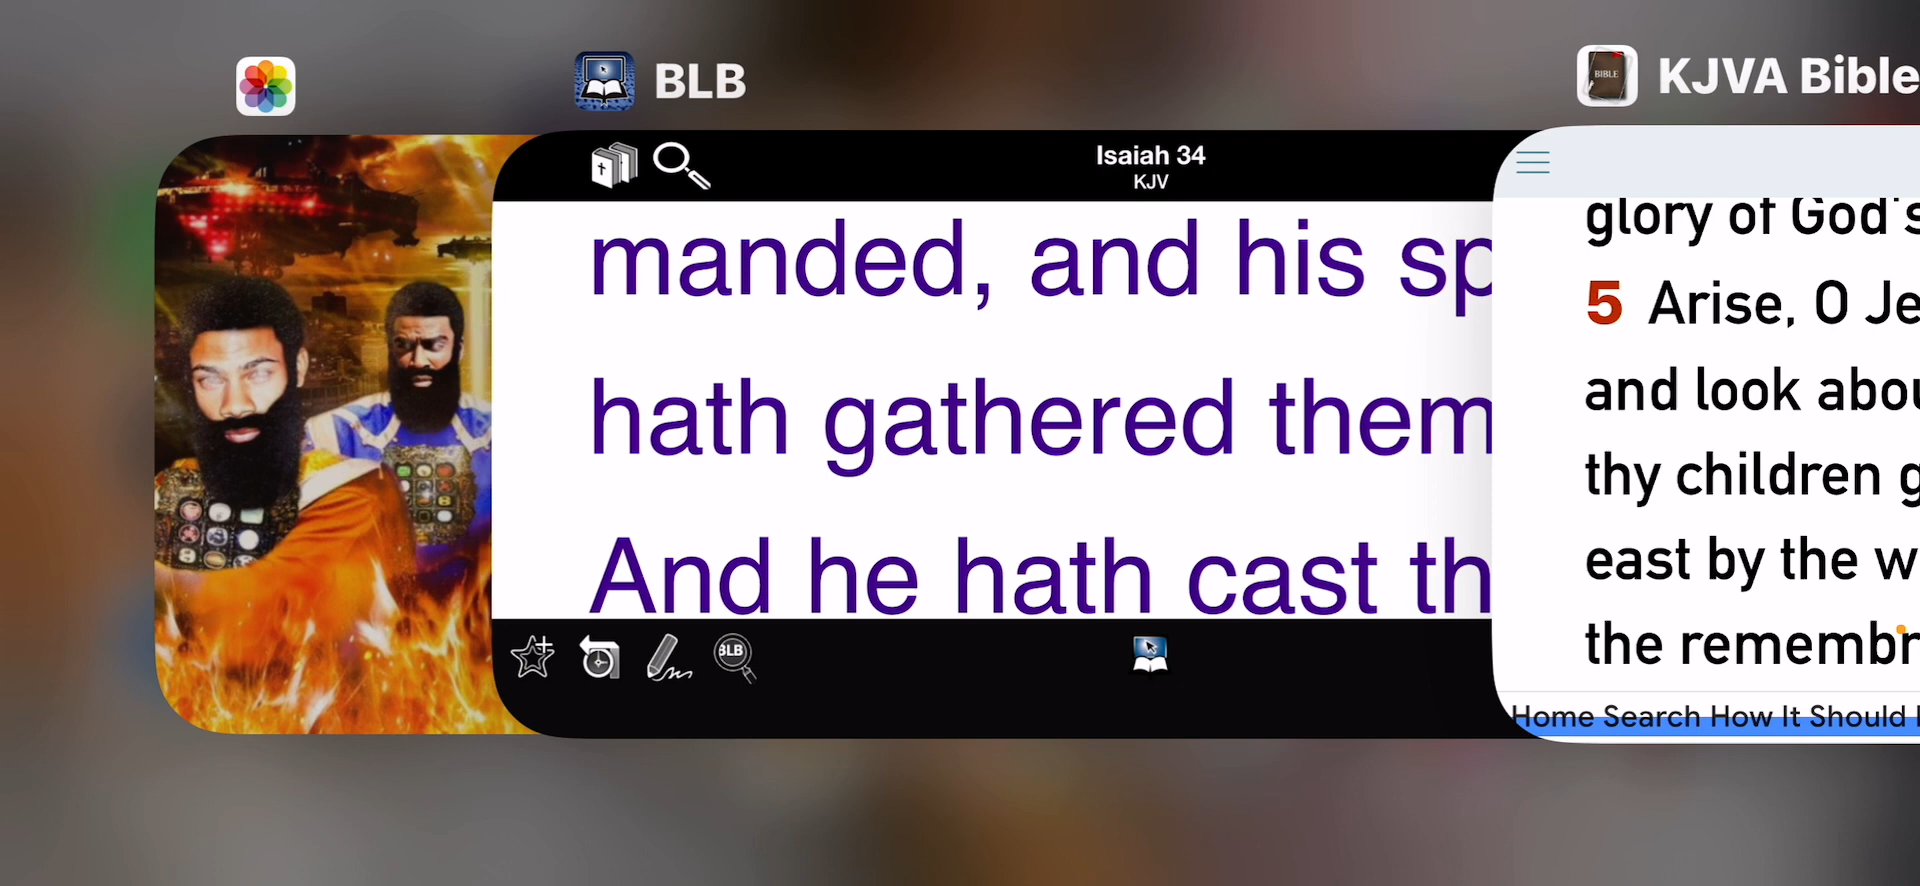 BLB
KJVA Bible
Isaiah 34
KJV
manded, and his sp
hath gathered them
And he hath cast th
BLB
BIBLE
glory of God's
5 Arise, O Je
and look abou
thy children g
east by the w
the remembr
Home Search How It Should